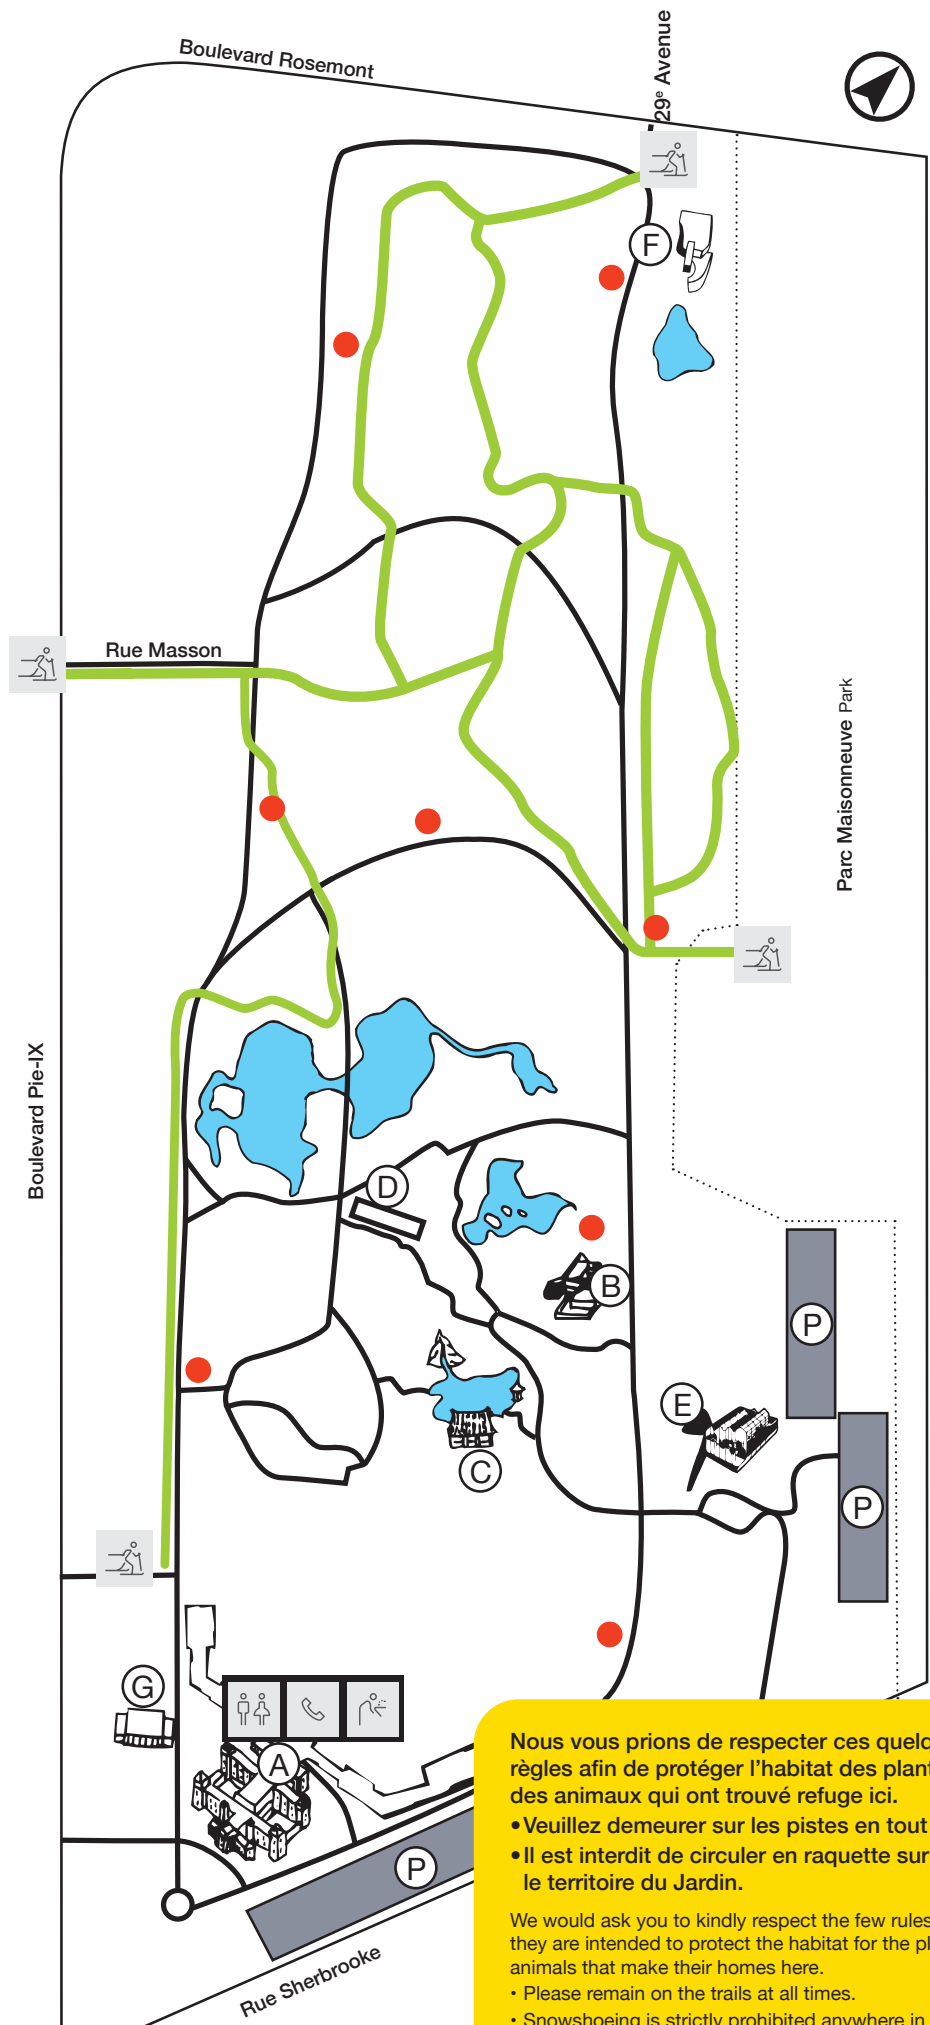 Boulevard Rosemont
29e Avenue
F
Rue Masson
Parc Maisonneuve Park
Boulevard Pie-IX
D
B
P
E
C
P
G
A
P
Rue Sherbrooke
Nous vous prions de respecter ces
règles afin de protéger l’habitat des
des animaux qui ont trouvé refuge ici.
•Veuillez demeurer sur les pistes en tout
•Il est interdit de circuler en raquette sur
le territoire du Jardin.
We would ask you to kindly respect the few rules
they are intended to protect the habitat for the
animals that make their homes here.
• Please remain on the trails at all times.
• Snowshoeing is strictly prohibited anywhere in